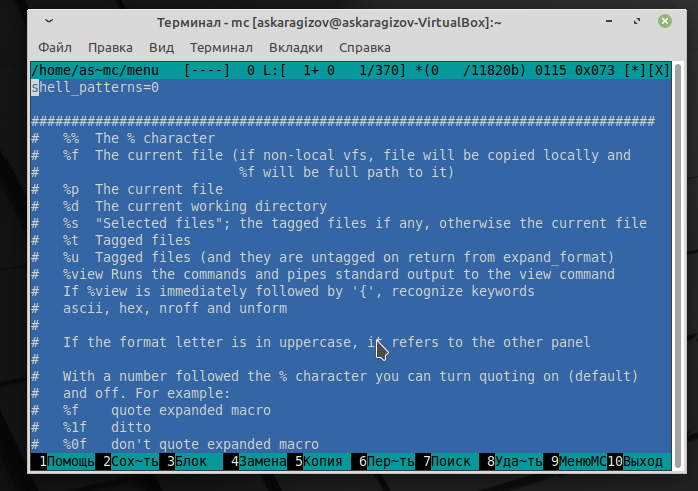 Терминал - mc [askaragizov@askaragizov-VirtualBox]:~
Файл Правка Вид Терминал Вкладки Справка
/home/as~mc/menu [----] 0 L:[ 1+ 0 1/370] *(0 /11820b) 0115 0x073 [*][X]
shell_patterns=0
##############################################################################
# %% The % character
# %f The current file (if non-local vfs, file will be copied locally and
# %f will be full path to it)
# %p The current file
# %d The current working directory
# %s "Selected files"; the tagged files if any, otherwise the current file
# %t Tagged files
# %u Tagged files (and they are untagged on return from expand_format)
# %view Runs the commands and pipes standard output to the view command
# If %view is immediately followed by '{', recognize keywords
# ascii, hex, nroff and unform
#
# If the format letter is in uppercase, it refers to the other panel
#
# With a number followed the % character you can turn quoting on (default)
# and off. For example:
# %f quote expanded macro
# %1f ditto
# %0f don't quote expanded macro
1Помощь 2Сох~ть 3Блок 4Замена 5Копия 6Пер~ть 7Поиск 8Уда~ть 9МенюMC 10Выход